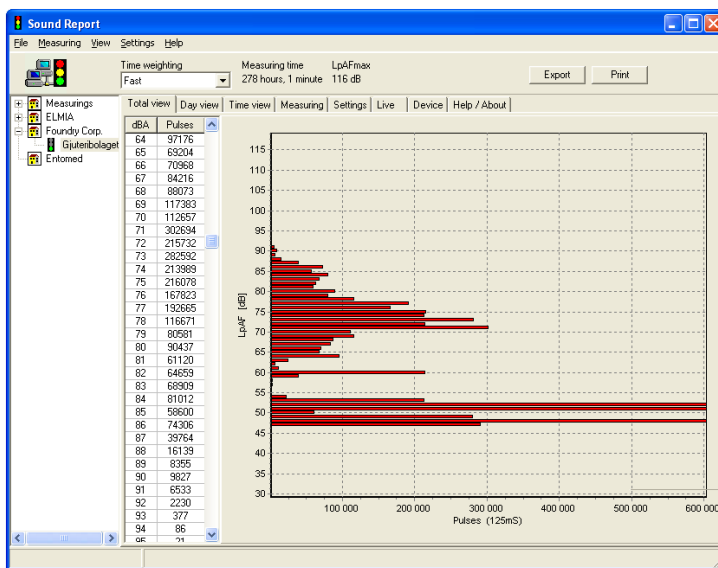 Sound Report
File Measuring View Settings Help
Time weighting
Fast
Measuring time
278 hours, 1 minute
LpAFmax
116 dB
Export
Print
Measurings
ELMIA
Foundry Corp.
Gjuteribolaget
Entomed
Total view Day view Time view Measuring Settings Live Device Help / About
dBA Pulses
64 97176
65 69204
66 70968
67 84216
68 88073
69 117383
70 112657
71 302694
72 215732
73 282592
74 213989
75 216078
76 167823
77 192665
78 116671
79 80581
80 90437
81 61120
82 64659
83 68909
84 81012
85 58600
86 74306
87 39764
88 16139
89 8355
90 9827
91 6533
92 2230
93 377
94 86
95 21
LpAF [dB]
115
110
105
100
95
90
85
80
75
70
65
60
55
50
45
40
35
30
100 000 200 000 300 000 400 000 500 000 600 000
Pulses (125mS)